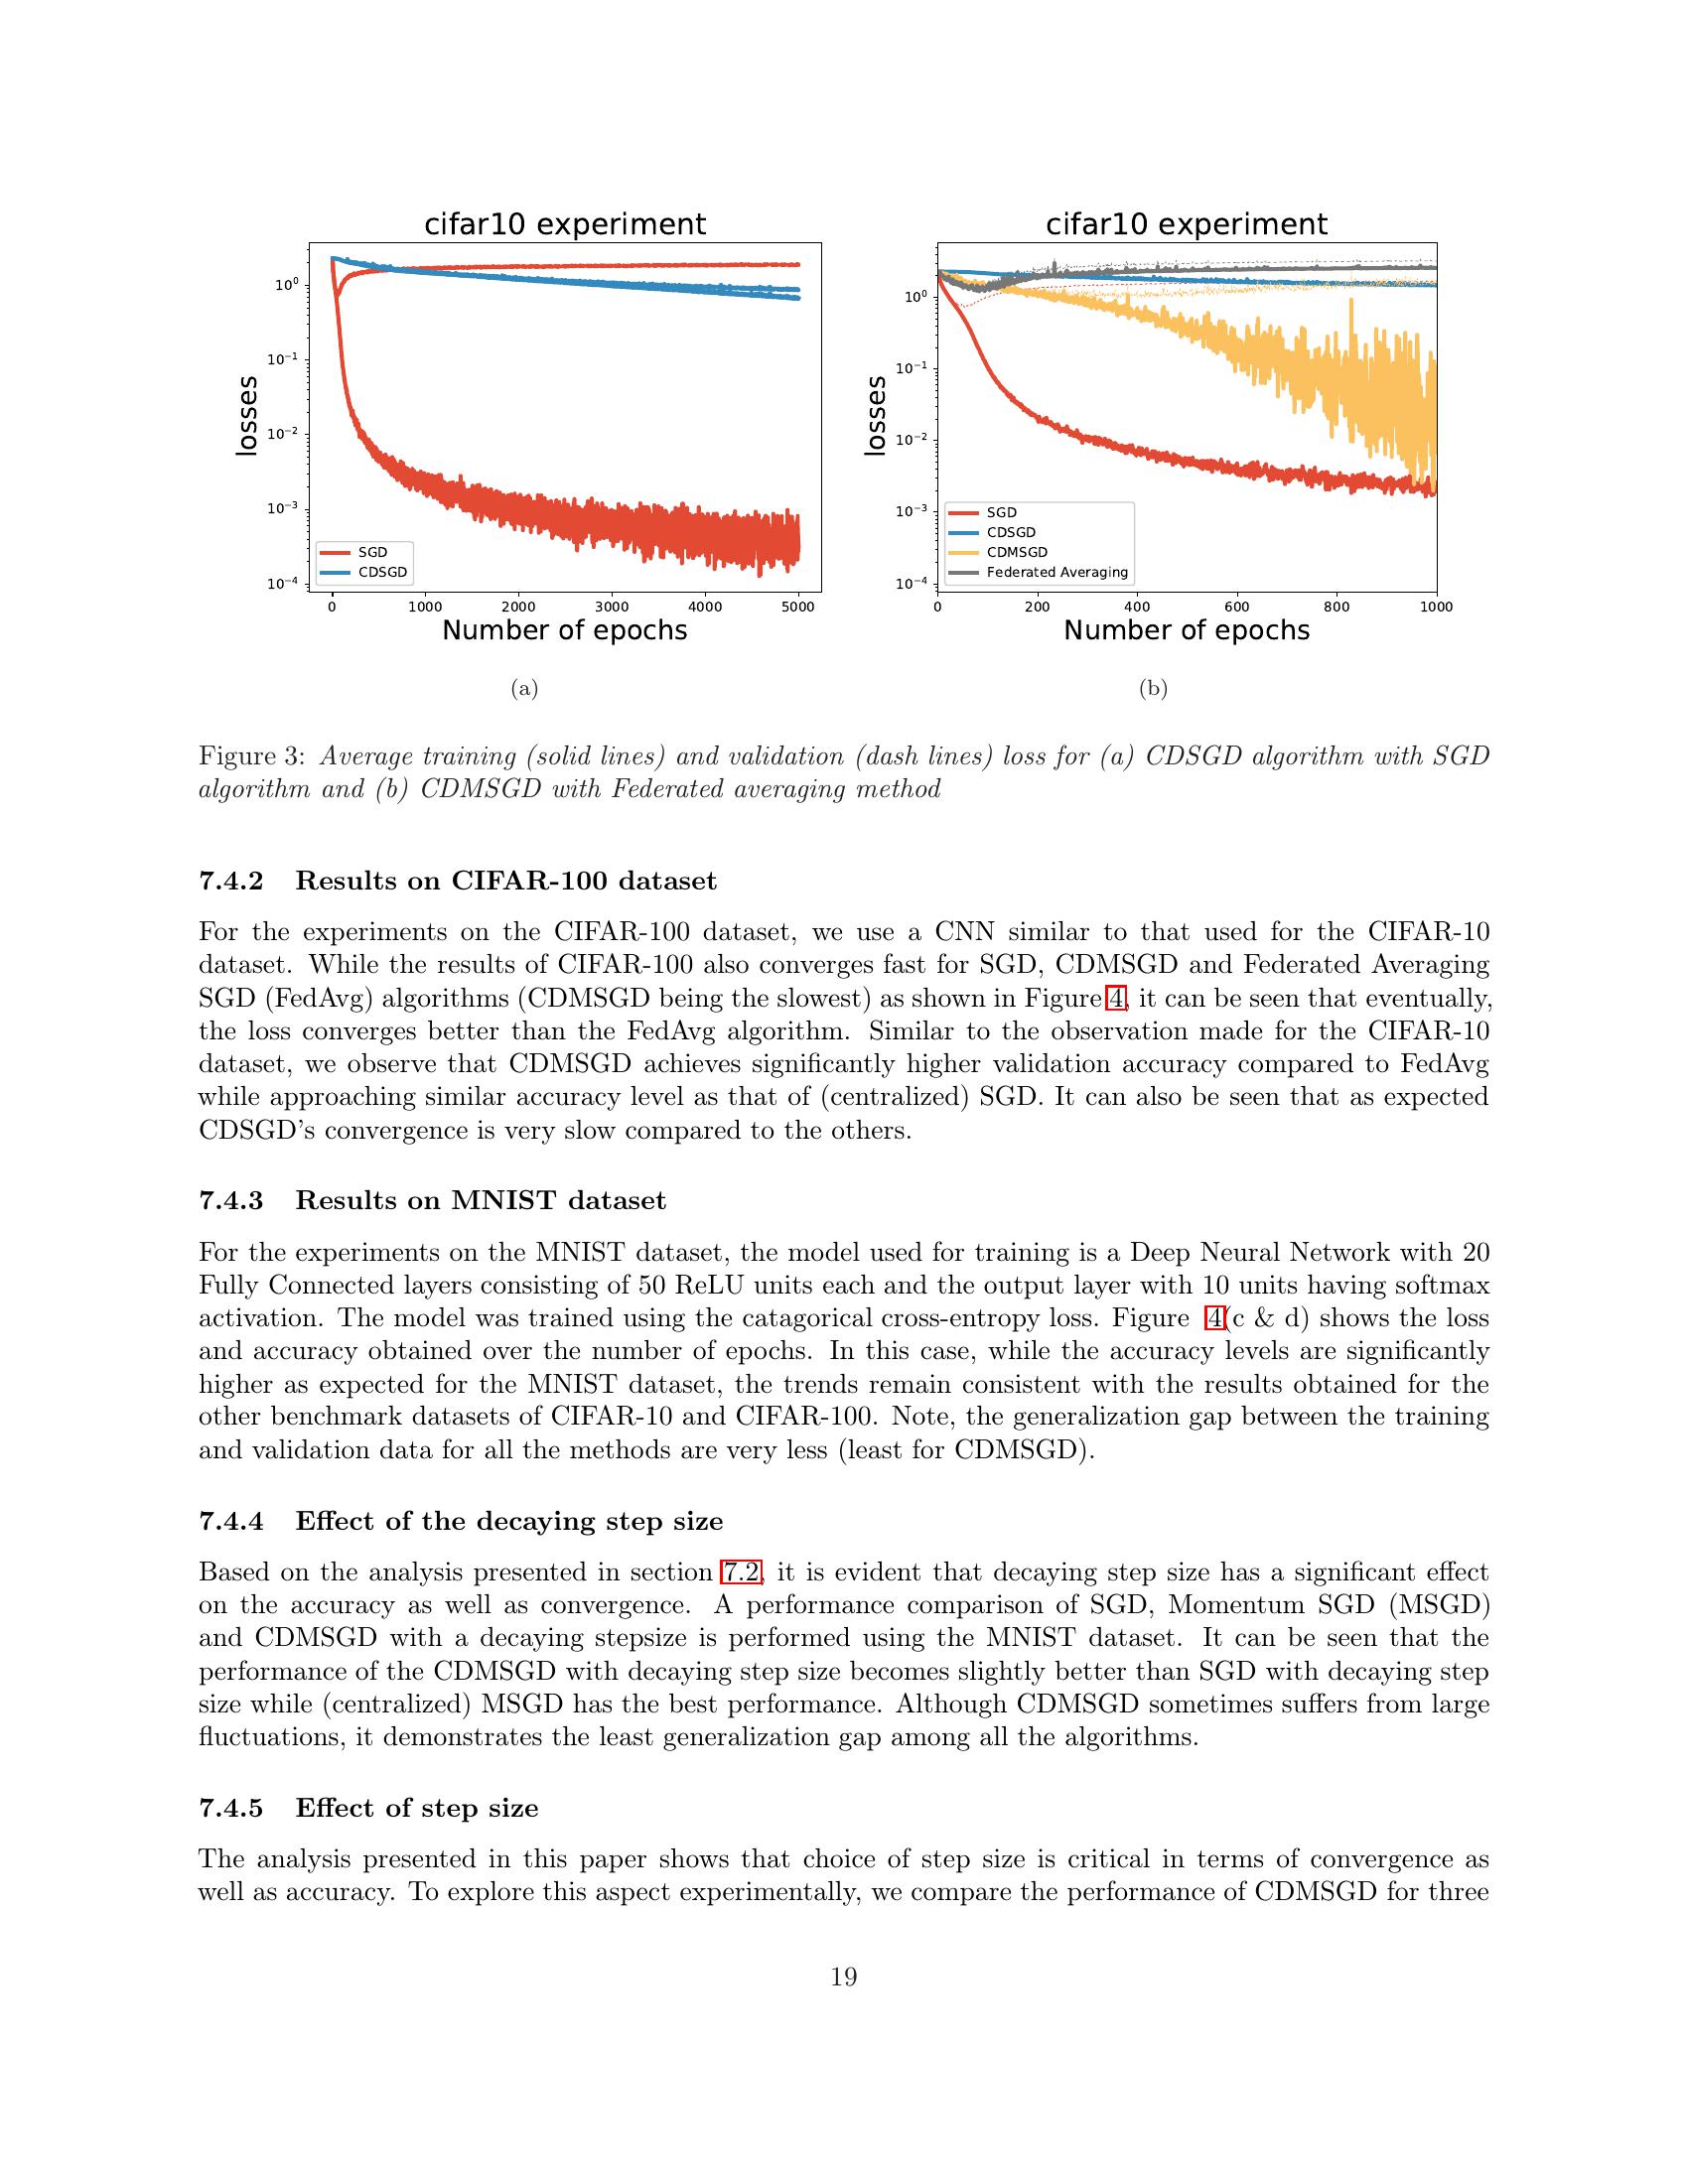 cifar10 experiment
losses
10⁰
10⁻¹
10⁻²
10⁻³
10⁻⁴
SGD
CDSGD
0 1000 2000 3000 4000 5000
Number of epochs
(a)
cifar10 experiment
losses
10⁰
10⁻¹
10⁻²
10⁻³
10⁻⁴
SGD
CDSGD
CDMSGD
Federated Averaging
0 200 400 600 800 1000
Number of epochs
(b)
Figure 3: Average training (solid lines) and validation (dash lines) loss for (a) CDSGD algorithm with SGD
algorithm and (b) CDMSGD with Federated averaging method
7.4.2 Results on CIFAR-100 dataset
For the experiments on the CIFAR-100 dataset, we use a CNN similar to that used for the CIFAR-10
dataset. While the results of CIFAR-100 also converges fast for SGD, CDMSGD and Federated Averaging
SGD (FedAvg) algorithms (CDMSGD being the slowest) as shown in Figure 4, it can be seen that eventually,
the loss converges better than the FedAvg algorithm. Similar to the observation made for the CIFAR-10
dataset, we observe that CDMSGD achieves significantly higher validation accuracy compared to FedAvg
while approaching similar accuracy level as that of (centralized) SGD. It can also be seen that as expected
CDSGD's convergence is very slow compared to the others.
7.4.3 Results on MNIST dataset
For the experiments on the MNIST dataset, the model used for training is a Deep Neural Network with 20
Fully Connected layers consisting of 50 ReLU units each and the output layer with 10 units having softmax
activation. The model was trained using the catagorical cross-entropy loss. Figure 4(c & d) shows the loss
and accuracy obtained over the number of epochs. In this case, while the accuracy levels are significantly
higher as expected for the MNIST dataset, the trends remain consistent with the results obtained for the
other benchmark datasets of CIFAR-10 and CIFAR-100. Note, the generalization gap between the training
and validation data for all the methods are very less (least for CDMSGD).
7.4.4 Effect of the decaying step size
Based on the analysis presented in section 7.2, it is evident that decaying step size has a significant effect
on the accuracy as well as convergence. A performance comparison of SGD, Momentum SGD (MSGD)
and CDMSGD with a decaying stepsize is performed using the MNIST dataset. It can be seen that the
performance of the CDMSGD with decaying step size becomes slightly better than SGD with decaying step
size while (centralized) MSGD has the best performance. Although CDMSGD sometimes suffers from large
fluctuations, it demonstrates the least generalization gap among all the algorithms.
7.4.5 Effect of step size
The analysis presented in this paper shows that choice of step size is critical in terms of convergence as
well as accuracy. To explore this aspect experimentally, we compare the performance of CDMSGD for three
19